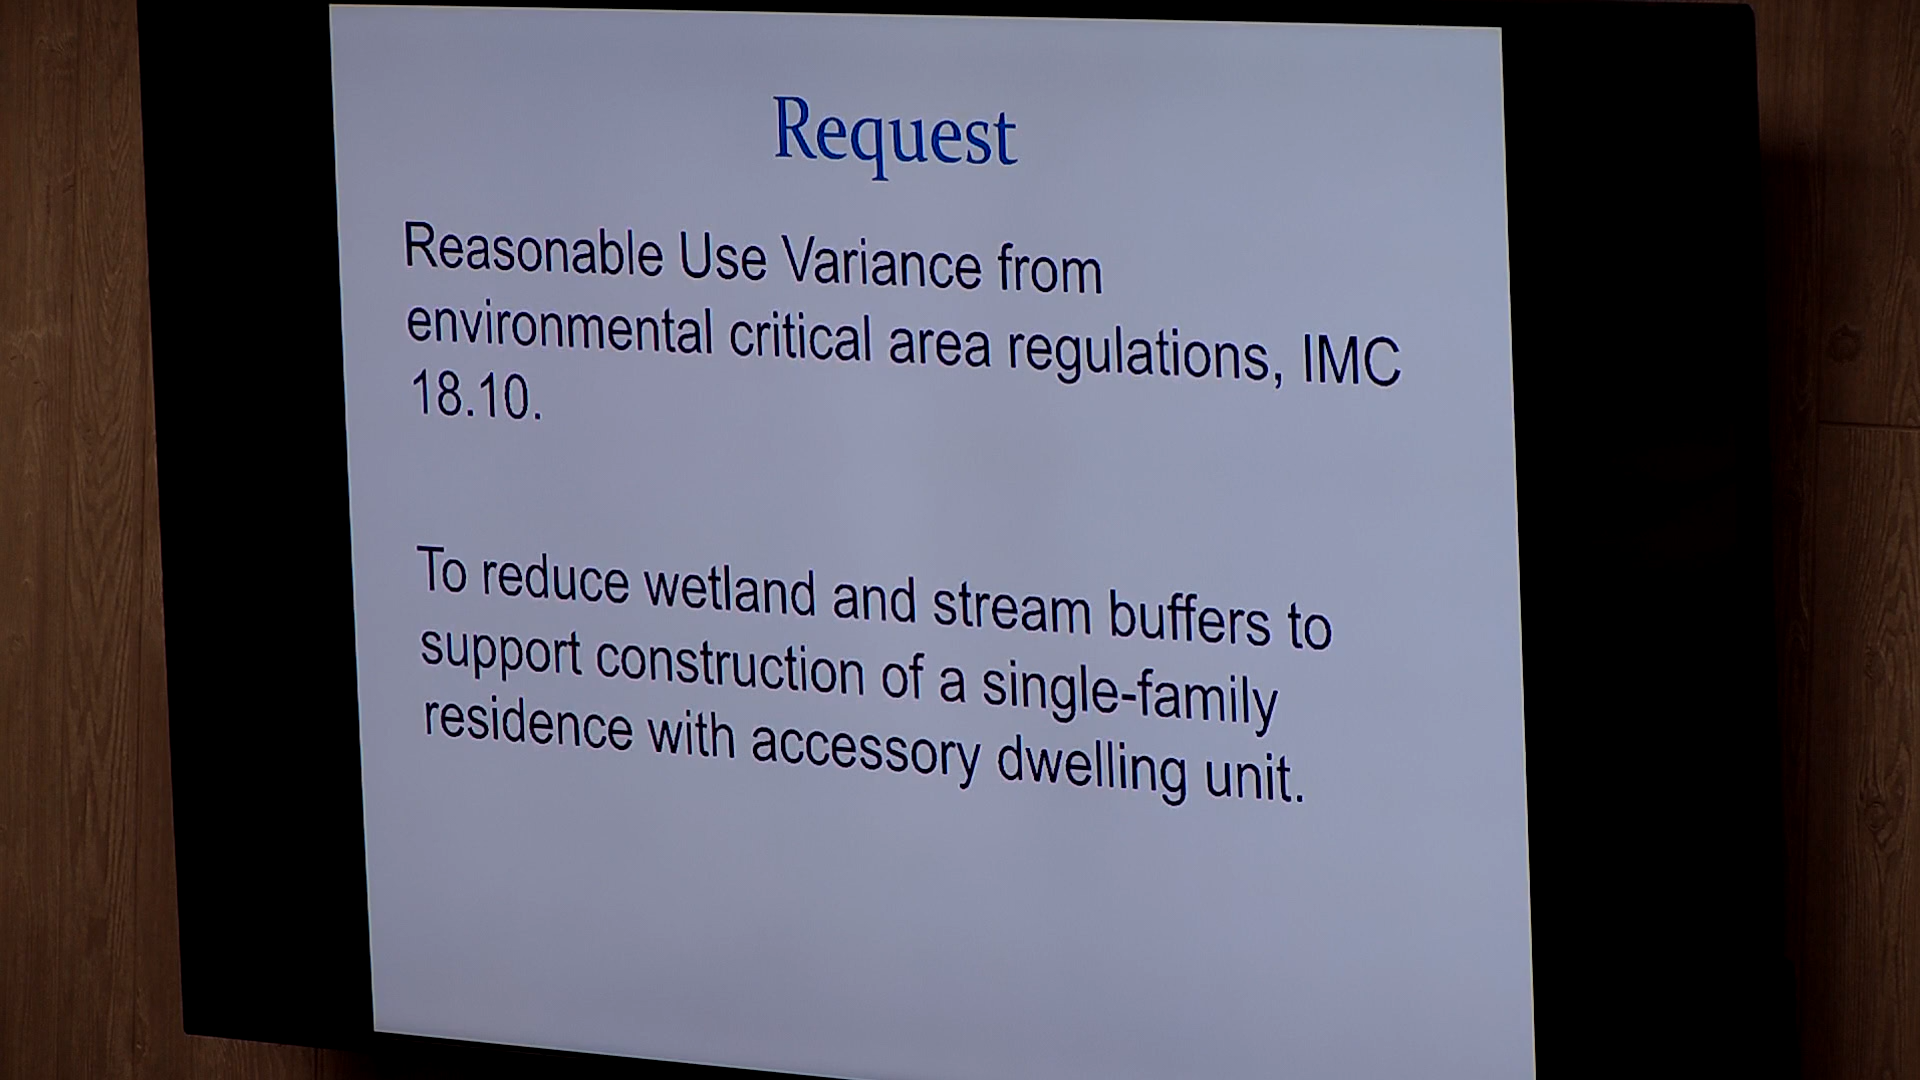 Request
Reasonable Use Variance from
environmental critical area regulations, IMC
18.10.
To reduce wetland and stream buffers to
support construction of a single-family
residence with accessory dwelling unit.